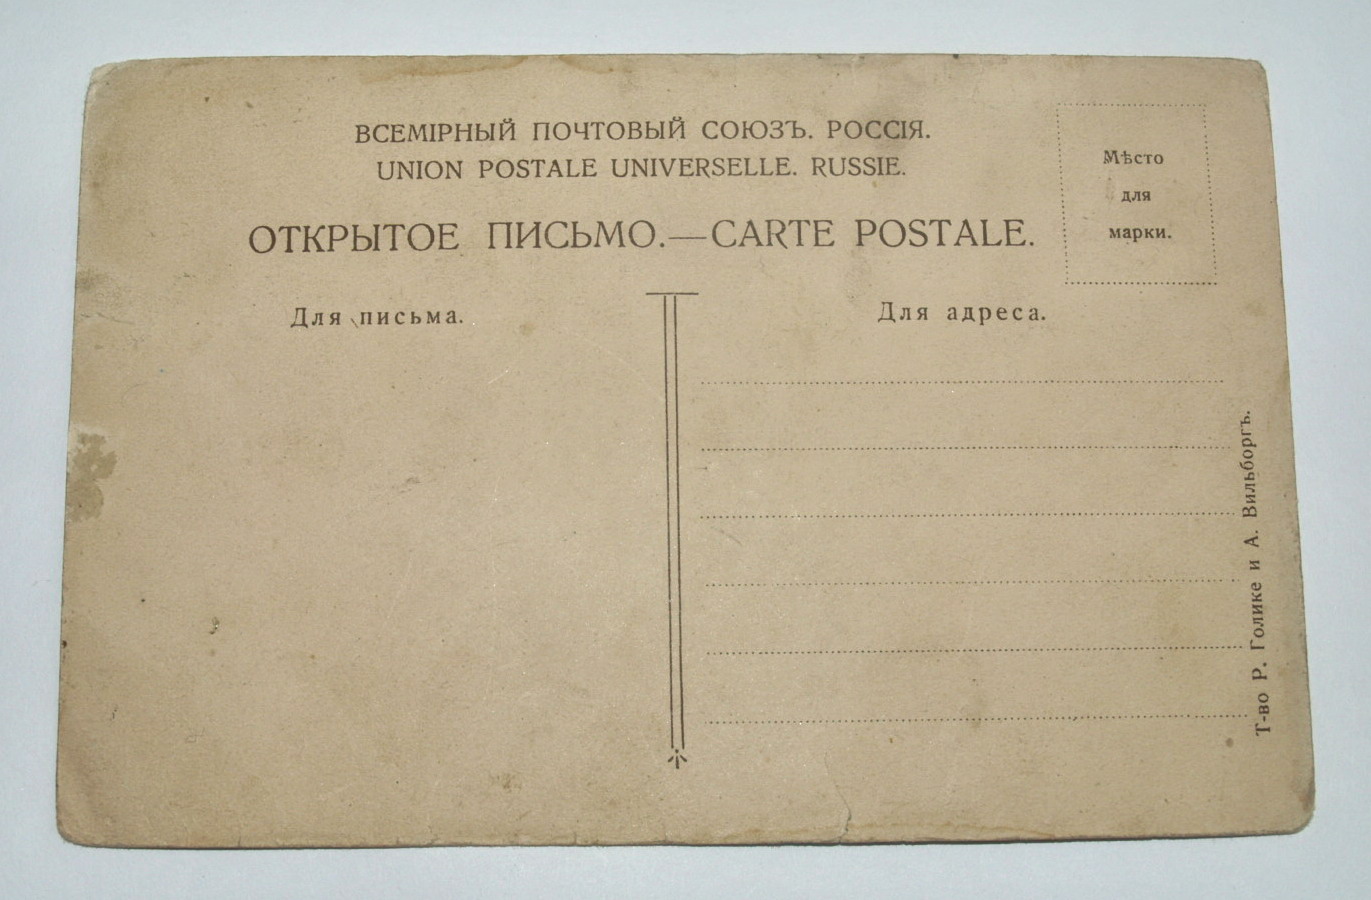 ВСЕМІРНЫЙ ПОЧТОВЫЙ СОЮЗЪ. РОССІЯ.
UNION POSTALE UNIVERSELLE. RUSSIE.
ОТКРЫТОЕ ПИСЬМО.—CARTE POSTALE.
Мѣсто
для
марки.
Для письма.
Для адреса.
Т-во Р. Голике и А. Вильборгъ.